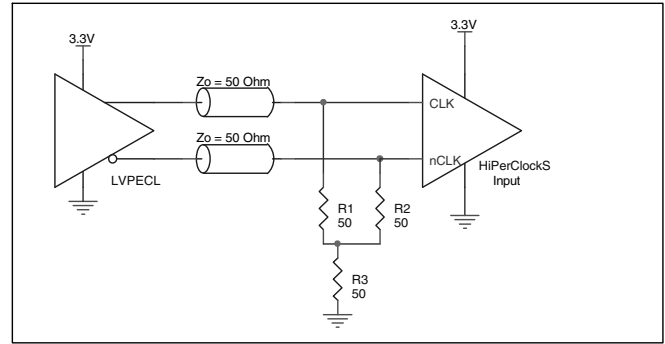 3.3V
3.3V
Zo = 50 Ohm
CLK
Zo = 50 Ohm
nCLK
HiPerClockS
Input
LVPECL
R1
50
R2
50
R3
50